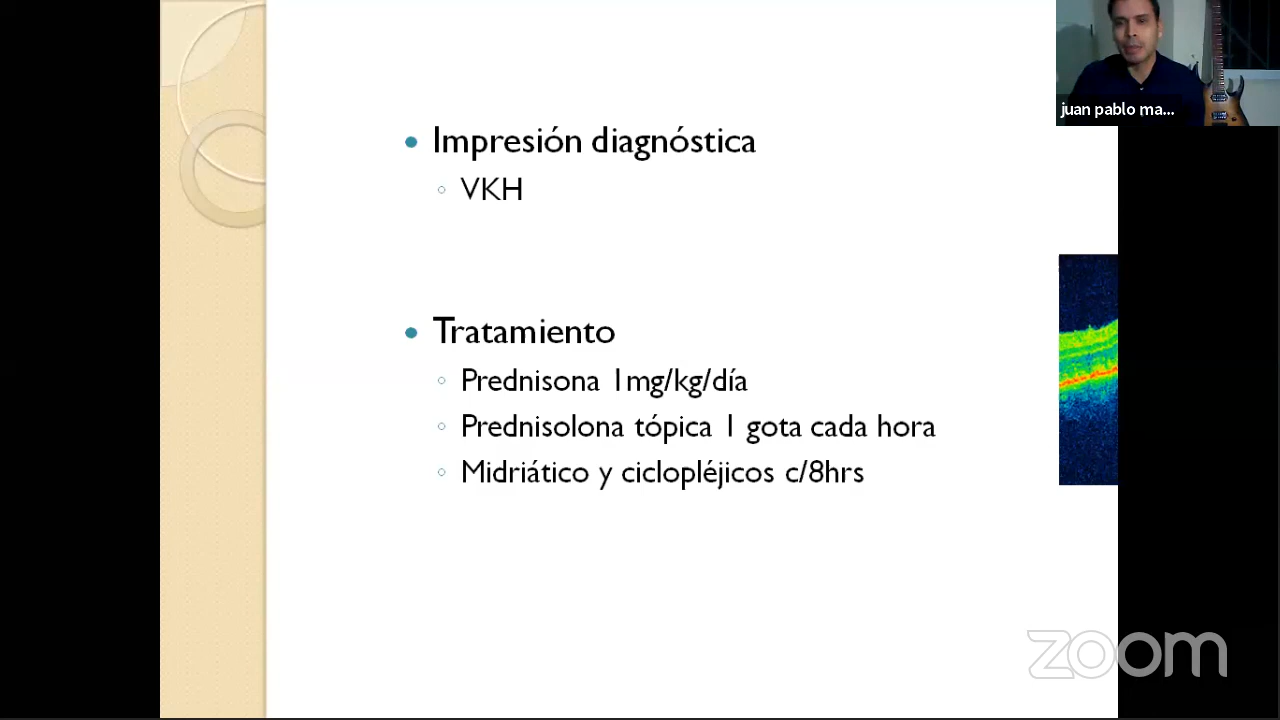 juan pablo ma...
Impresión diagnóstica
VKH
Tratamiento
Prednisona 1mg/kg/día
Prednisolona tópica 1 gota cada hora
Midriático y ciclopléjicos c/8hrs
zoom